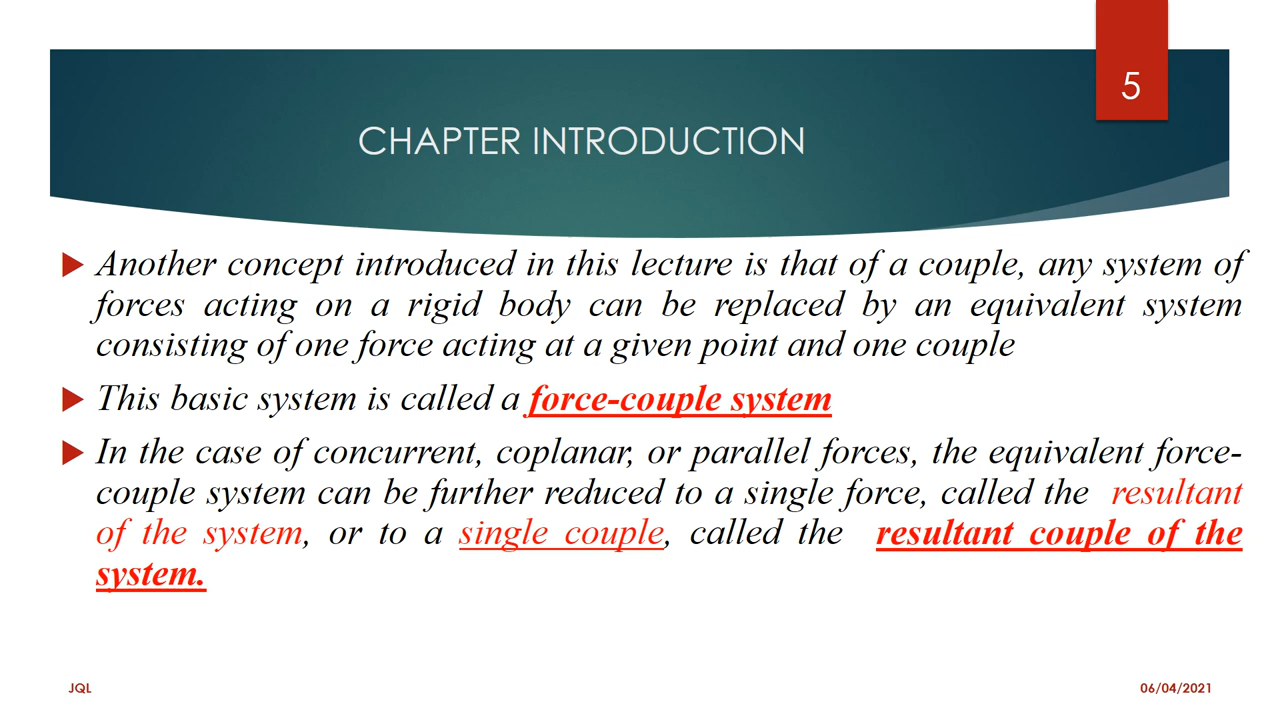 5
CHAPTER INTRODUCTION
Another concept introduced in this lecture is that of a couple, any system of
forces acting on a rigid body can be replaced by an equivalent system
consisting of one force acting at a given point and one couple
This basic system is called a force-couple system
In the case of concurrent, coplanar, or parallel forces, the equivalent force-
couple system can be further reduced to a single force, called the resultant
of the system, or to a single couple, called the resultant couple of the
system.
JQL
06/04/2021